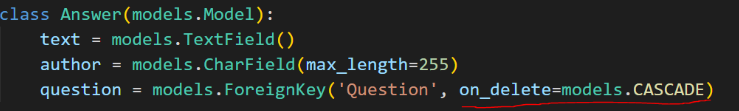 class Answer(models.Model):
    text = models.TextField()
    author = models.CharField(max_length=255)
    question = models.ForeignKey('Question', on_delete=models.CASCADE)